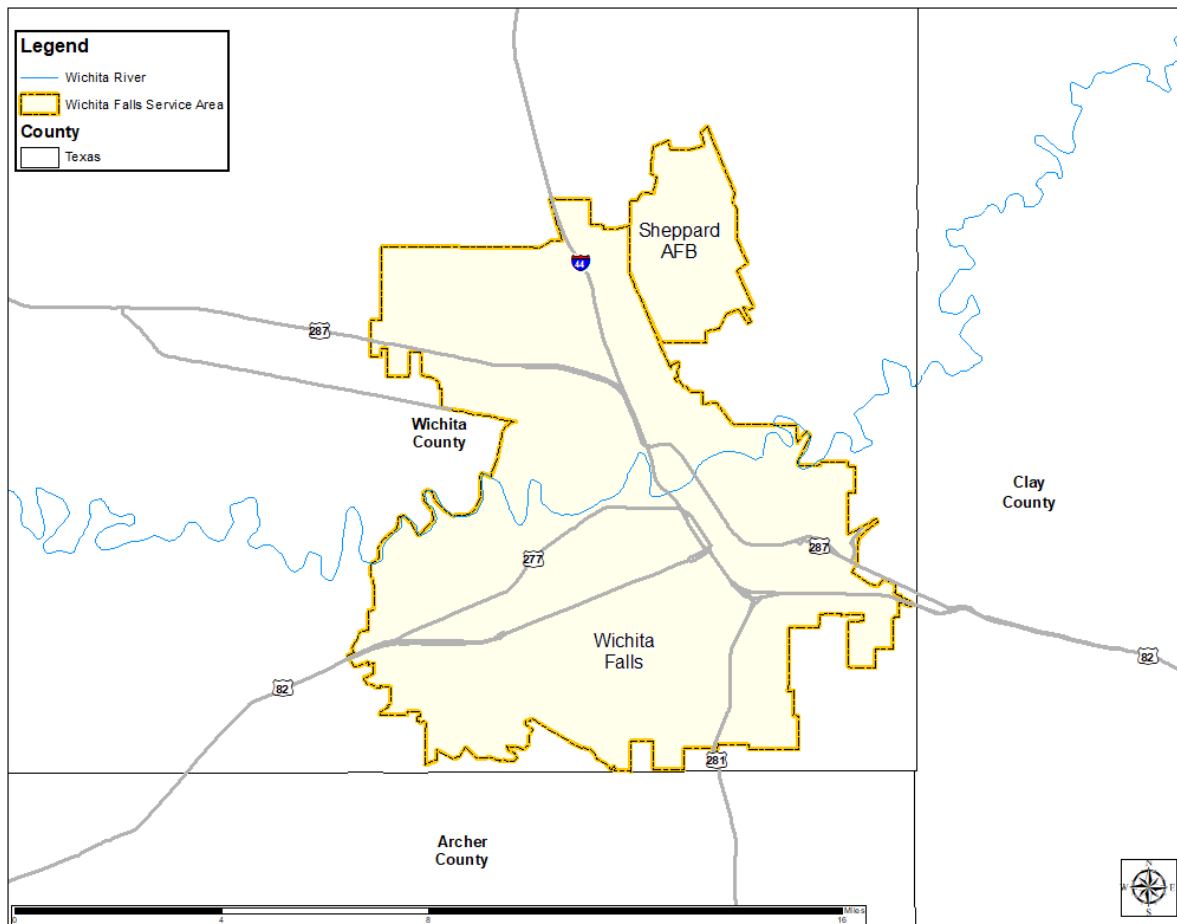 Legend
Wichita River
Wichita Falls Service Area
County
Texas
Sheppard
AFB
44
287
Wichita
County
Clay
County
277
287
Wichita
Falls
82
82
281
Archer
County
N
W E
S
Miles
0 4 8 16